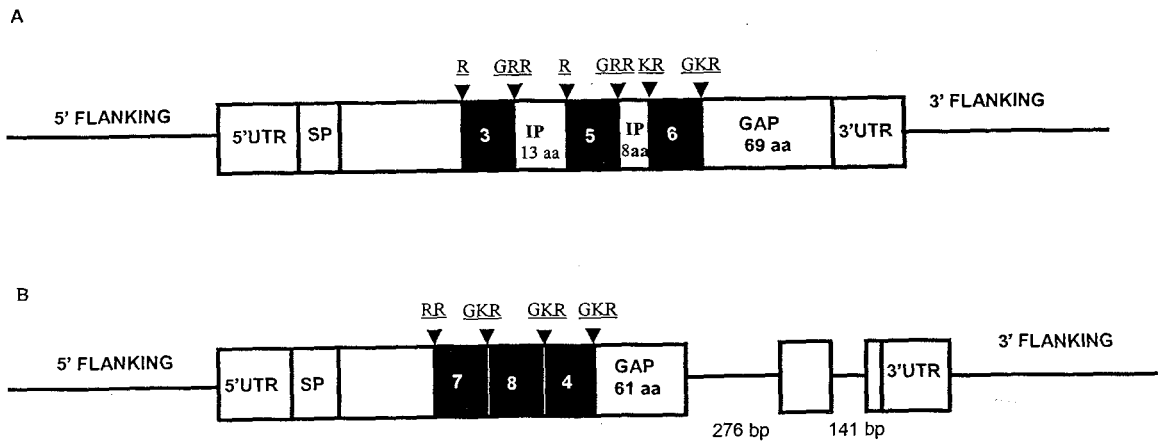 A
R GRR R GRR KR GKR
5' FLANKING 3' FLANKING
5'UTR SP 3 IP 5 IP 6 GAP 3'UTR
13 aa 8aa 69 aa
B
RR GKR GKR GKR
5' FLANKING 3' FLANKING
5'UTR SP 7 8 4 GAP 3'UTR
61 aa
276 bp 141 bp